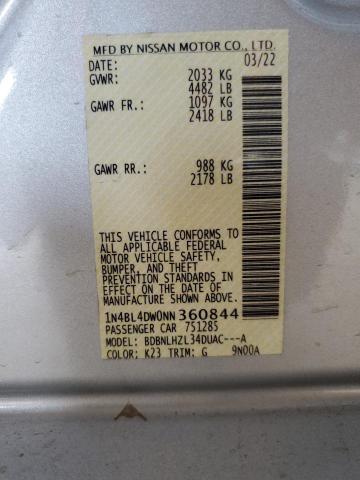 MFD BY NISSAN MOTOR CO., LTD.
DATE: 03/22
GVWR: 2033 KG
4482 LB
GAWR FR.: 1097 KG
2418 LB
GAWR RR.: 988 KG
2178 LB
THIS VEHICLE CONFORMS TO
ALL APPLICABLE FEDERAL
MOTOR VEHICLE SAFETY,
BUMPER, AND THEFT
PREVENTION STANDARDS IN
EFFECT ON THE DATE OF
MANUFACTURE SHOWN ABOVE.
1N4BL4DW0NN360844
PASSENGER CAR 751285
MODEL: BDBNLHZL34DUAC---A
COLOR: K23 TRIM: G 9N00A